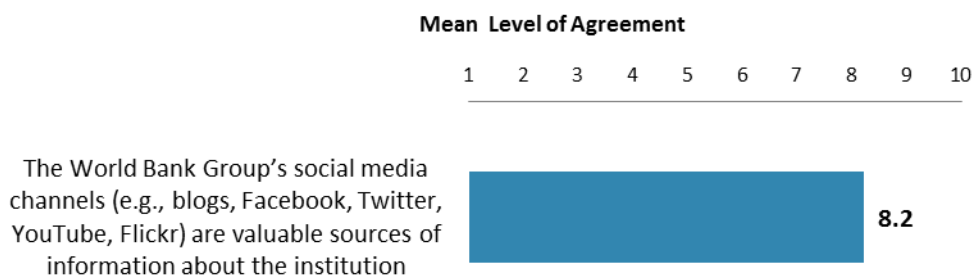 Mean Level of Agreement
1 2 3 4 5 6 7 8 9 10
The World Bank Group’s social media
channels (e.g., blogs, Facebook, Twitter,
YouTube, Flickr) are valuable sources of
information about the institution
8.2